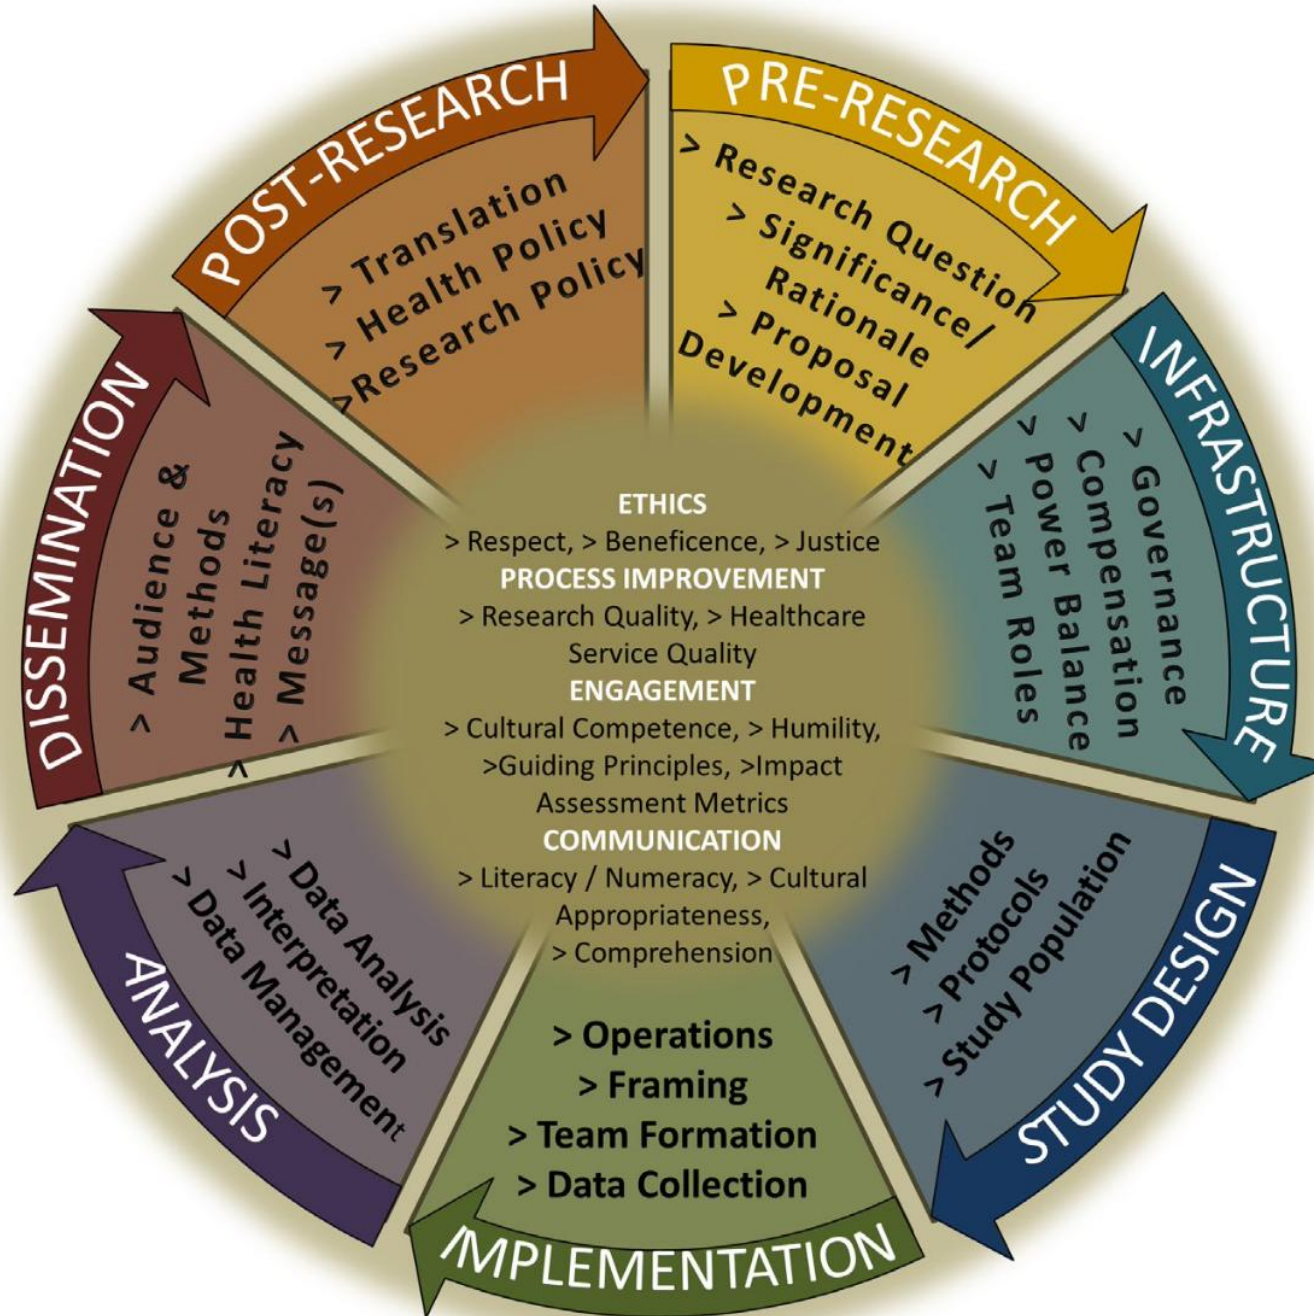 PRE-RESEARCH
> Research Question
> Significance/
Rationale
> Proposal
Development
INFRASTRUCTURE
> Governance
> Compensation
> Power Balance
> Team Roles
STUDY DESIGN
> Methods
> Protocols
> Study Population
IMPLEMENTATION
> Operations
> Framing
> Team Formation
> Data Collection
ANALYSIS
> Data Analysis
> Interpretation
> Data Management
DISSEMINATION
> Audience &
Methods
> Health Literacy
> Message(s)
POST-RESEARCH
> Translation
> Health Policy
>Research Policy
ETHICS
> Respect, > Beneficence, > Justice
PROCESS IMPROVEMENT
> Research Quality, > Healthcare
Service Quality
ENGAGEMENT
> Cultural Competence, > Humility,
>Guiding Principles, >Impact
Assessment Metrics
COMMUNICATION
> Literacy / Numeracy, > Cultural
Appropriateness,
> Comprehension